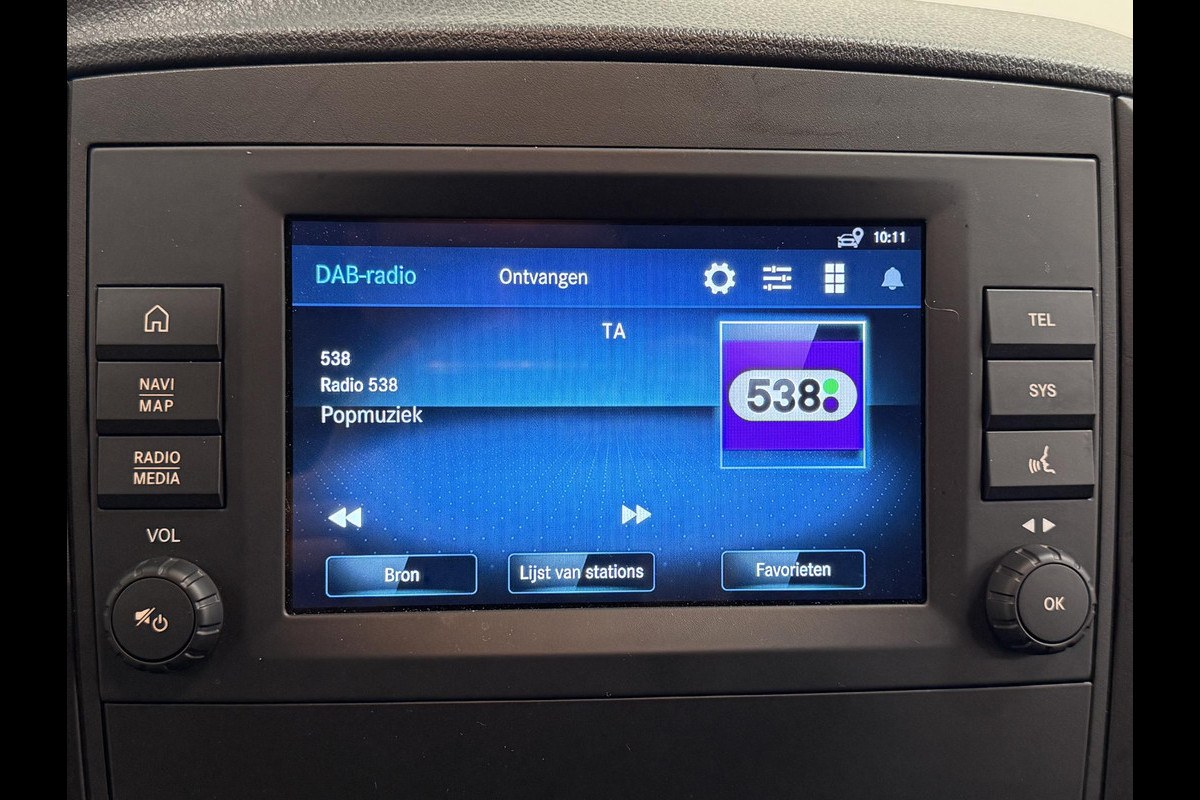 10:11
DAB-radio
Ontvangen
TA
538
Radio 538
Popmuziek
538
Bron
Lijst van stations
Favorieten
NAVI
MAP
RADIO
MEDIA
VOL
TEL
SYS
OK